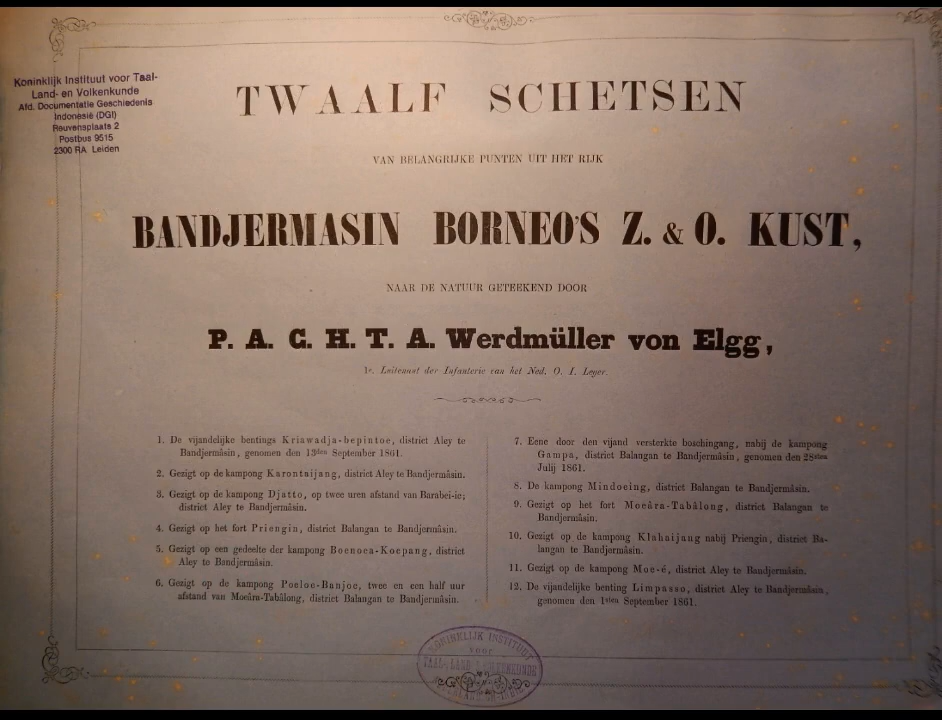 Koninklijk Instituut voor Taal-
Land- en Volkenkunde
Afd. Documentatie Geschiedenis
Indonesië (DGI)
Reuvensplaats 2
Postbus 9515
2300 RA Leiden
TWAALF SCHETSEN
VAN BELANGRIJKE PUNTEN UIT HET RIJK
BANDJERMASIN BORNEO'S Z. & O. KUST,
NAAR DE NATUUR GETEEKEND DOOR
P. A. C. H. T. A. Werdmüller von Elgg,
1e. Luitenant der Infanterie van het Ned. O. I. Leger.
1. De vijandelijke bentings Kriawadja-bepintoe, district Aley te
Bandjermâsin, genomen den 13den September 1861.
2. Gezigt op de kampong Karontaijang, district Aley te Bandjermâsin.
3. Gezigt op de kampong Djatto, op twee uren afstand van Barabei-ie;
district Aley te Bandjermâsin.
4. Gezigt op het fort Priengin, district Balangan te Bandjermâsin.
5. Gezigt op een gedeelte der kampong Boenoea-Koepang, district
Aley te Bandjermâsin.
6. Gezigt op de kampong Poeloe-Banjoe, twee en een half uur
afstand van Moeâra-Tabâlong, district Balangan te Bandjermâsin.
7. Eene door den vijand versterkte boschingang, nabij de kampong
Gampa, district Balangan te Bandjermâsin, genomen den 28sten
Julij 1861.
8. De kampong Mindoeing, district Balangan te Bandjermâsin.
9. Gezigt op het fort Moeâra-Tabâlong, district Balangan te
Bandjermâsin.
10. Gezigt op de kampong Klahaijang nabij Priengin, district Ba-
langan te Bandjermâsin.
11. Gezigt op de kampong Moe-é, district Aley te Bandjermâsin.
12. De vijandelijke benting Limpasso, district Aley te Bandjermâsin,
genomen den 1sten September 1861.
KONINKLIJK INSTITUUT
VOOR
TAAL-LAND & VOLKENKUNDE